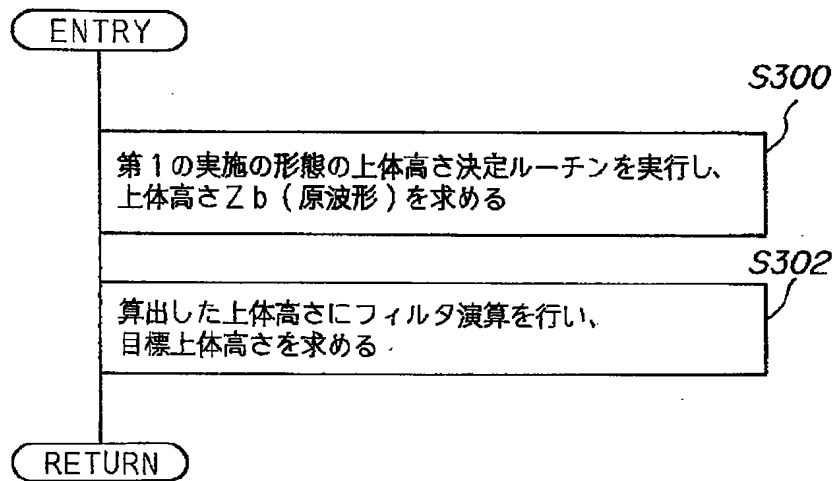 ENTRY
S300
第1の実施の形態の上体高さ決定ルーチンを実行し、
上体高さZb(原波形)を求める
S302
算出した上体高さにフィルタ演算を行い、
目標上体高さを求める
RETURN